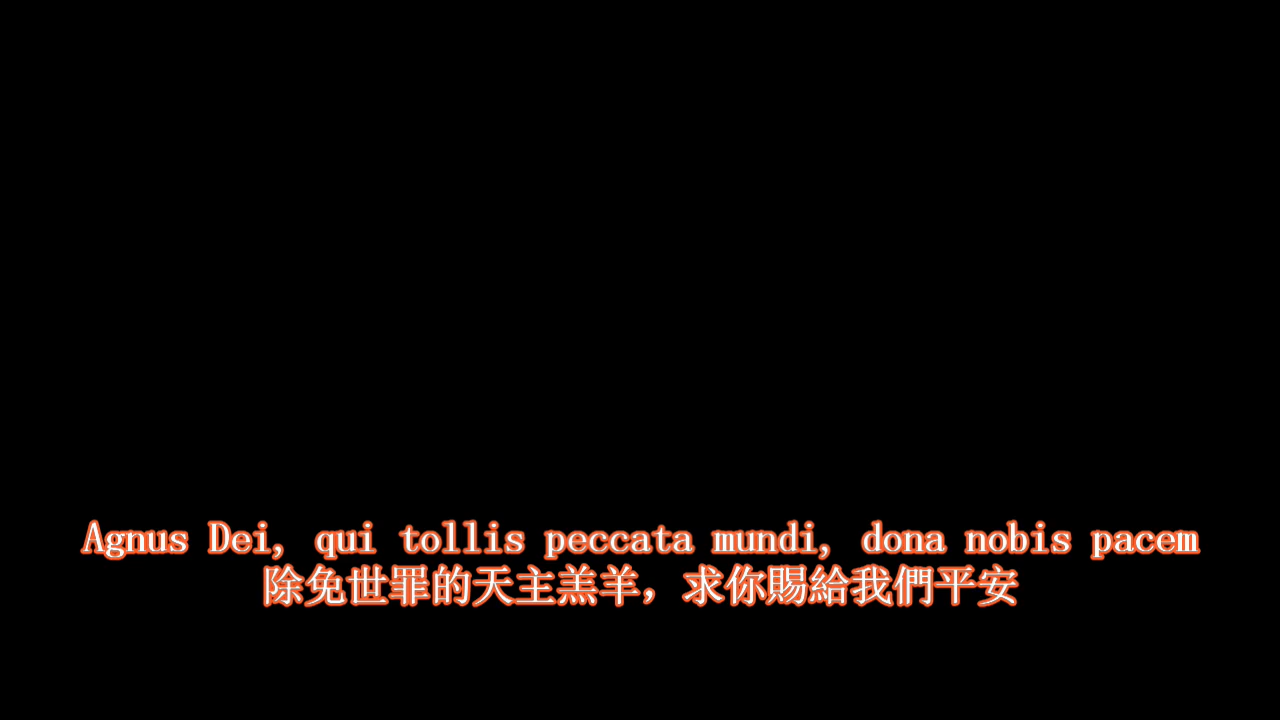 Agnus Dei, qui tollis peccata mundi, dona nobis pacem
除免世罪的天主羔羊，求你賜給我們平安